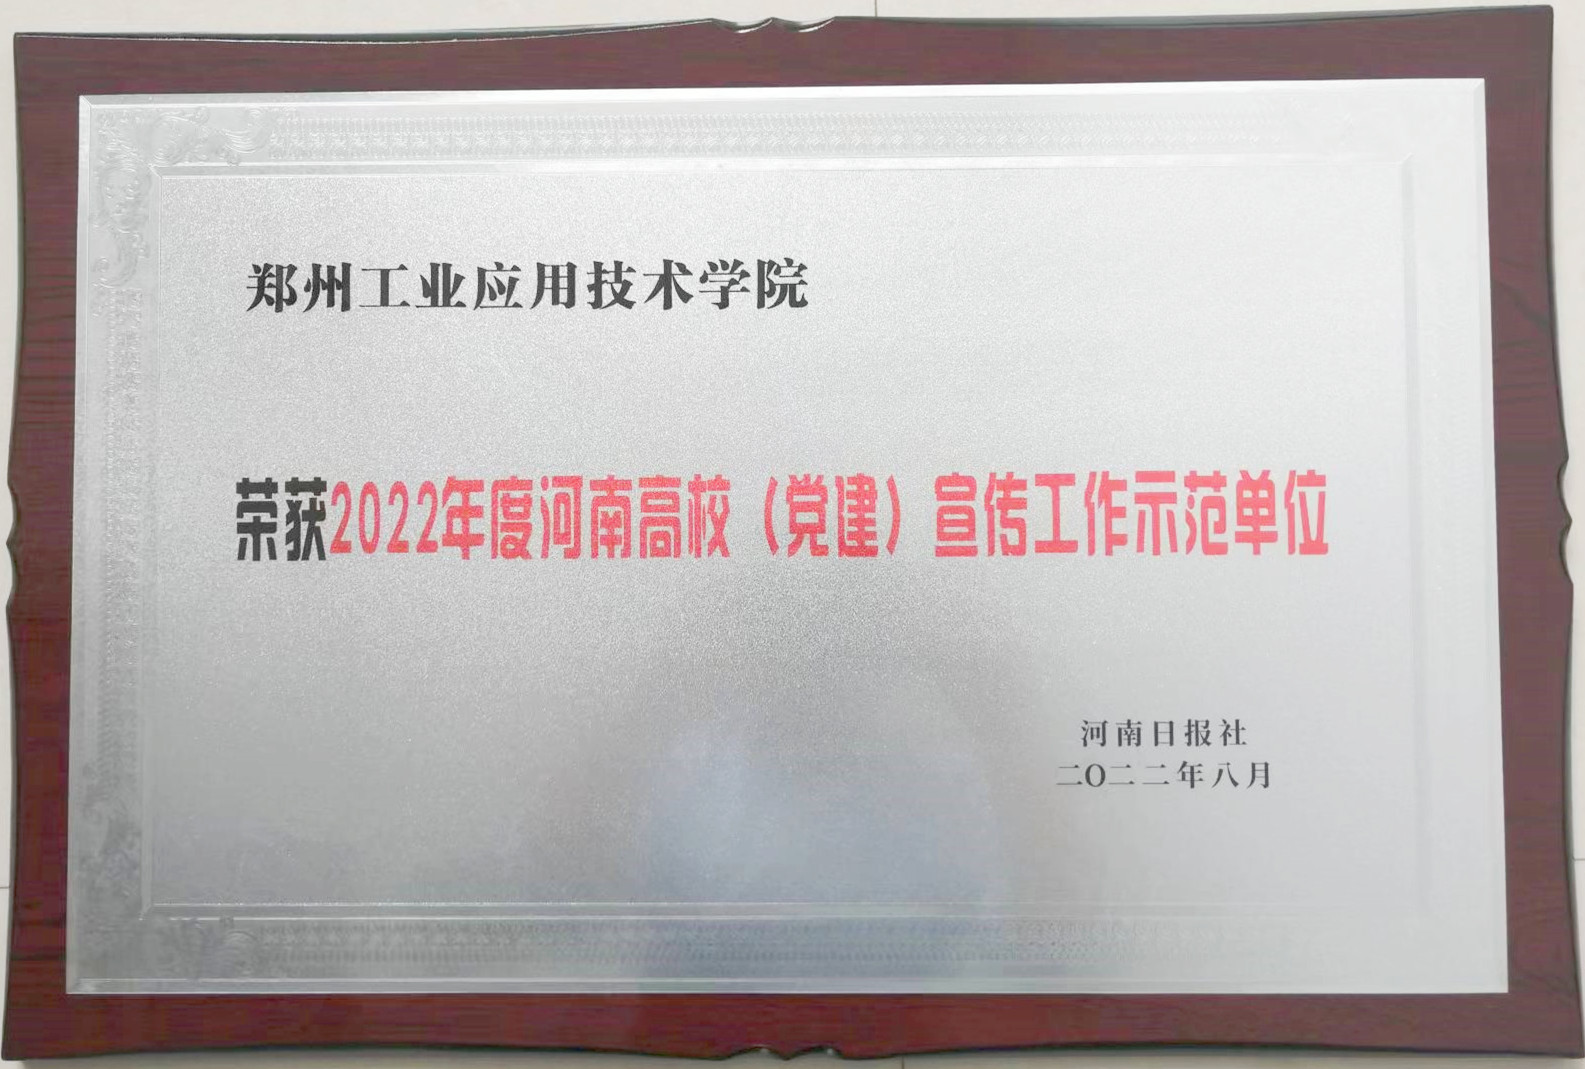 郑州工业应用技术学院
荣获2022年度河南高校（党建）宣传工作示范单位
河南日报社
二O二二年八月